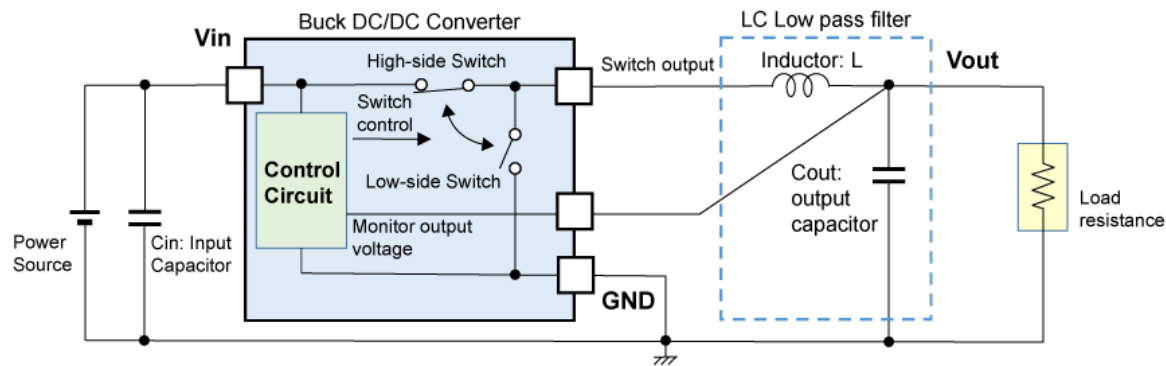 Buck DC/DC Converter
LC Low pass filter
Vin
High-side Switch
Switch output
Inductor: L
Vout
Switch
control
Control
Circuit
Low-side Switch
Cout:
output
capacitor
Monitor output
voltage
Power
Source
Cin: Input
Capacitor
Load
resistance
GND